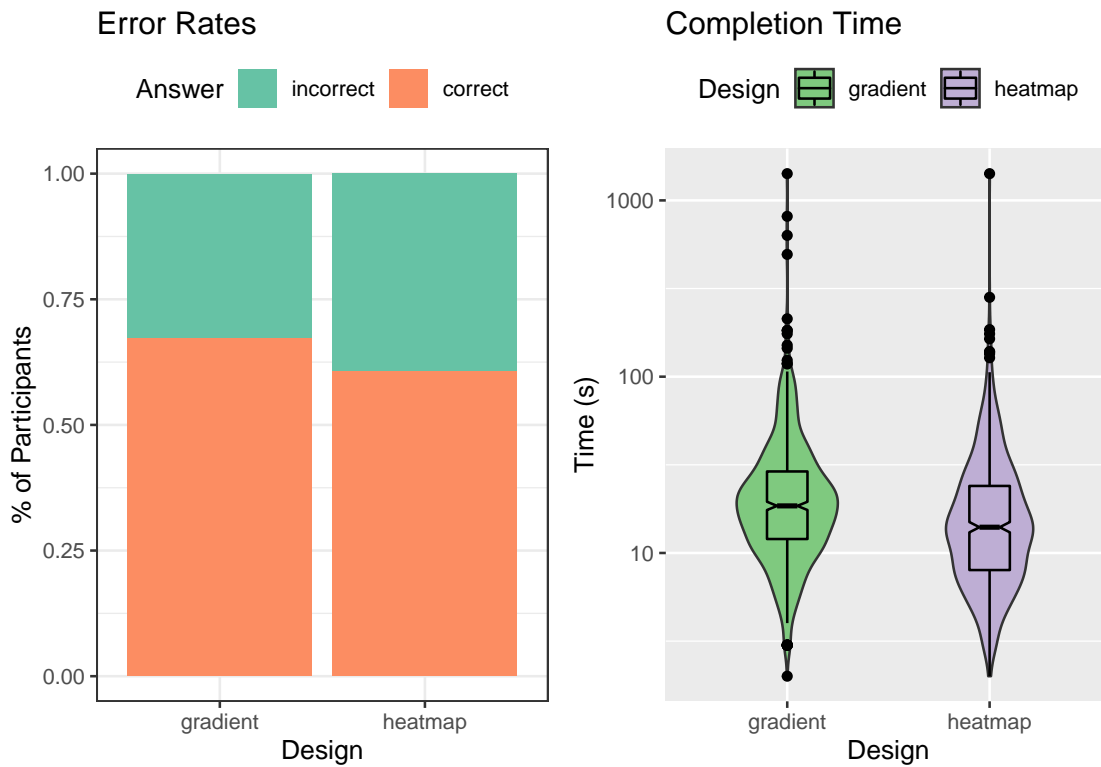 Error Rates
Answer incorrect correct
1.00
0.75
0.50
0.25
0.00
% of Participants
gradient heatmap
Design
Completion Time
Design gradient heatmap
1000
100
10
Time (s)
gradient heatmap
Design